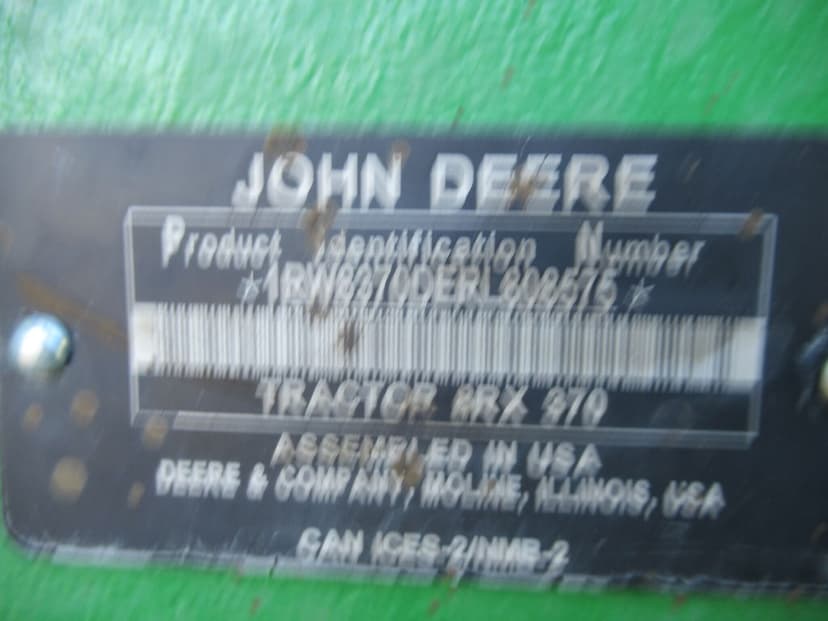 JOHN DEERE
Product Identification Number
TRACTOR 8RX 370
ASSEMBLED IN USA
DEERE & COMPANY, MOLINE, ILLINOIS, USA
CAN ICES-2/NMB-2